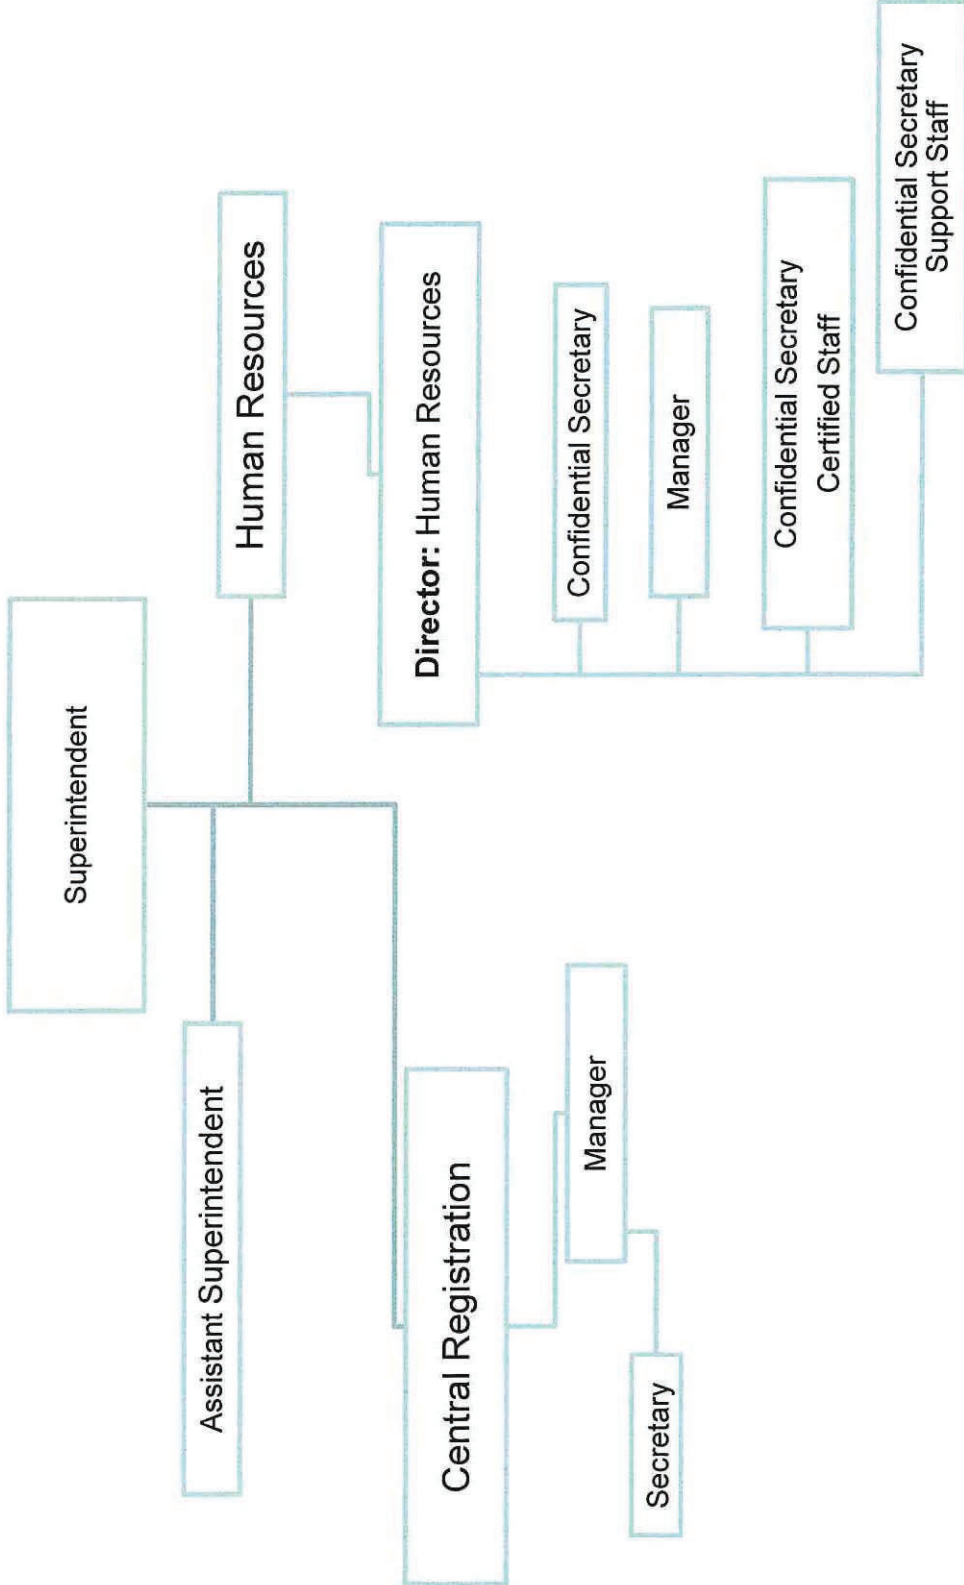 Superintendent
Assistant Superintendent
Human Resources
Director: Human Resources
Central Registration
Confidential Secretary
Manager
Manager
Secretary
Confidential Secretary
Certified Staff
Confidential Secretary
Support Staff